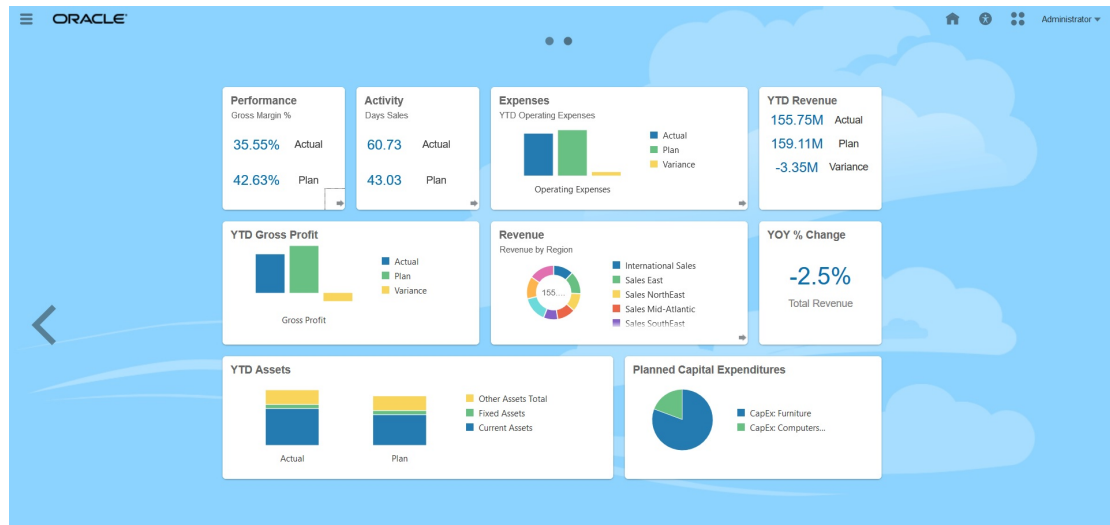 ORACLE
Administrator
Performance
Gross Margin %
35.55% Actual
42.63% Plan
Activity
Days Sales
60.73 Actual
43.03 Plan
Expenses
YTD Operating Expenses
Actual
Plan
Variance
Operating Expenses
YTD Revenue
155.75M Actual
159.11M Plan
-3.35M Variance
YTD Gross Profit
Actual
Plan
Variance
Gross Profit
Revenue
Revenue by Region
155....
International Sales
Sales East
Sales NorthEast
Sales Mid-Atlantic
Sales SouthEast
YOY % Change
-2.5%
Total Revenue
YTD Assets
Other Assets Total
Fixed Assets
Current Assets
Actual
Plan
Planned Capital Expenditures
CapEx: Furniture
CapEx: Computers...